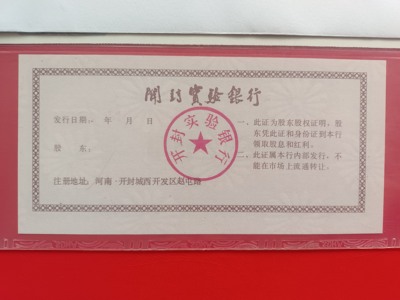 開封實验银行
发行日期: 年 月 日
股 东:
注册地址: 河南·开封城西开发区赵屯路
一、此证为股东股权证明，股
东凭此证和身份证到本行
领取股息和红利。
二、此证属本行内部发行，不
能在市场上流通转让。
开封实验银行